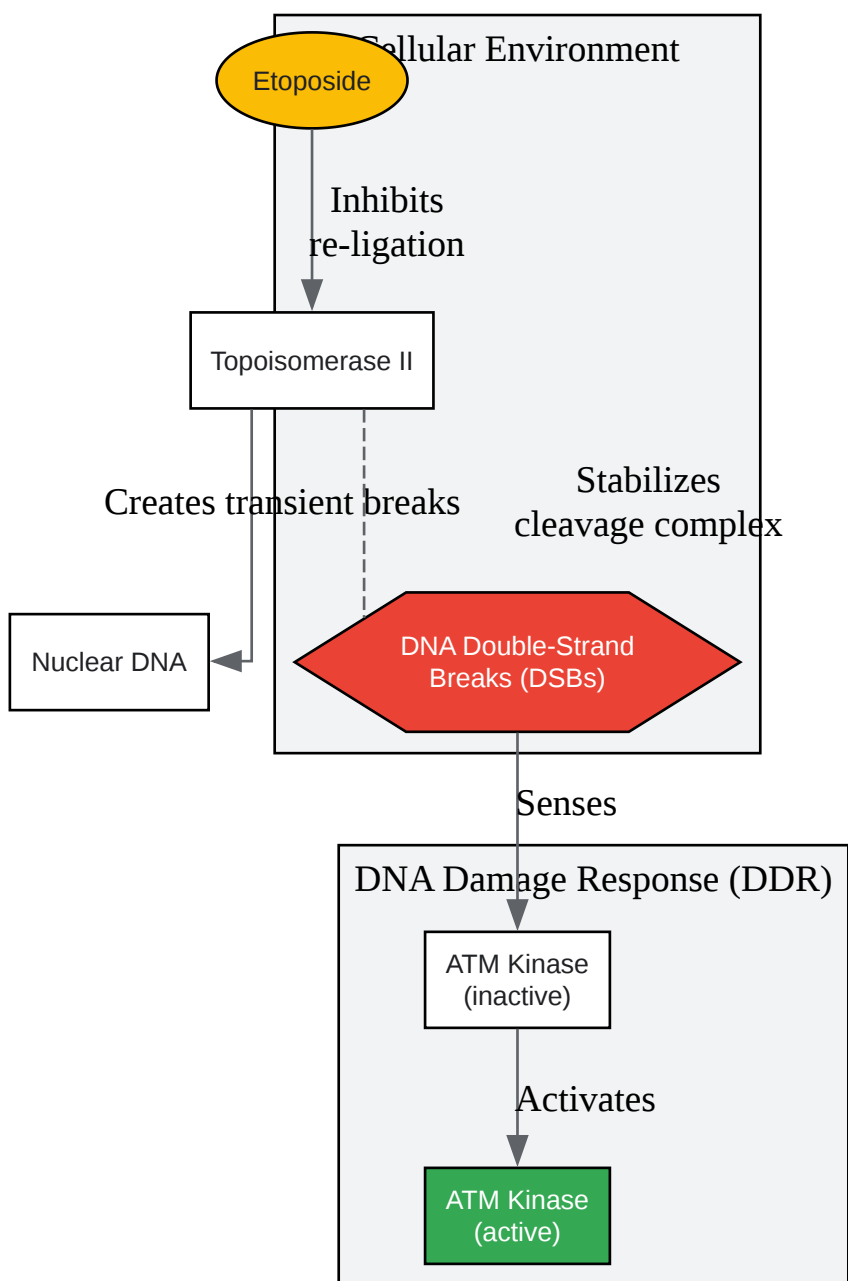 Cellular Environment
Etoposide
Inhibits
re-ligation
Topoisomerase II
Stabilizes
cleavage complex
Creates transient breaks
Nuclear DNA
DNA Double-Strand
Breaks (DSBs)
Senses
DNA Damage Response (DDR)
ATM Kinase
(inactive)
Activates
ATM Kinase
(active)